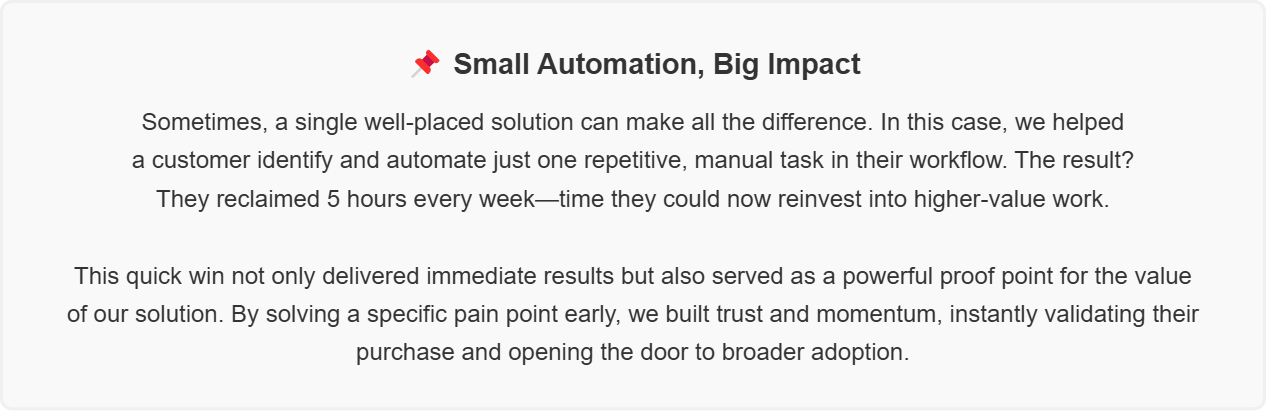 Small Automation, Big Impact
Sometimes, a single well-placed solution can make all the difference. In this case, we helped
a customer identify and automate just one repetitive, manual task in their workflow. The result?
They reclaimed 5 hours every week—time they could now reinvest into higher-value work.
This quick win not only delivered immediate results but also served as a powerful proof point for the value
of our solution. By solving a specific pain point early, we built trust and momentum, instantly validating their
purchase and opening the door to broader adoption.